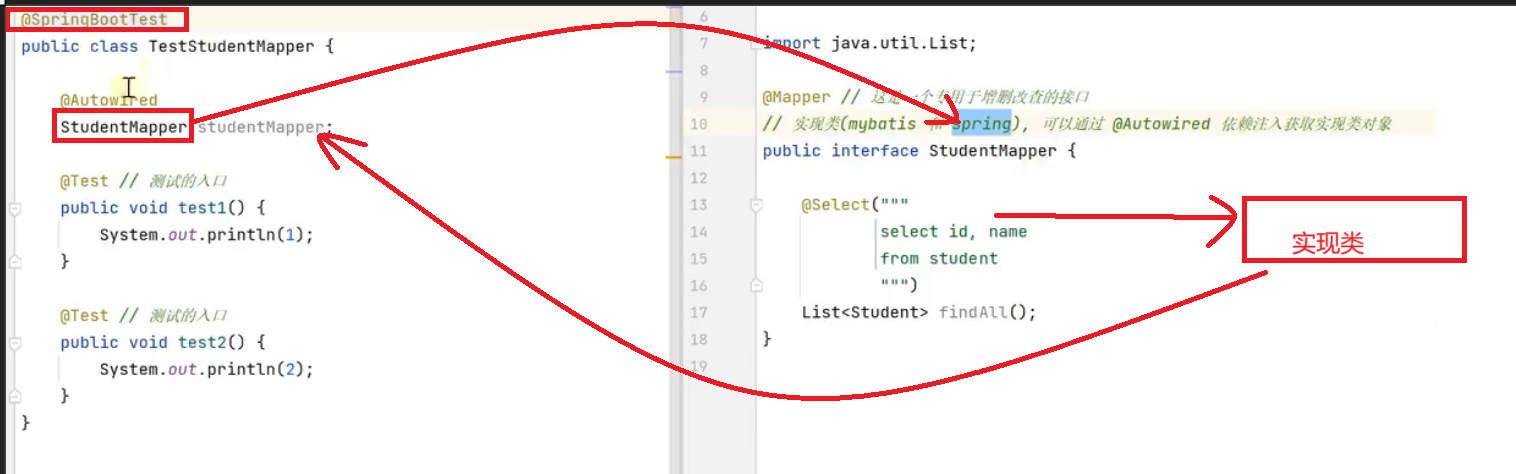 @SpringBootTest
public class TestStudentMapper {
@Autowired
StudentMapper studentMapper;
@Test // 测试的入口
public void test1() {
System.out.println(1);
}
@Test // 测试的入口
public void test2() {
System.out.println(2);
}
}
6
7 import java.util.List;
8
9 @Mapper // 这是一个专用于增删改查的接口
10 // 实现类(mybatis 和 spring), 可以通过 @Autowired 依赖注入获取实现类对象
11 public interface StudentMapper {
12
13 @Select("""
14 select id, name
15 from student
16 """)
17 List<Student> findAll();
18 }
19
实现类